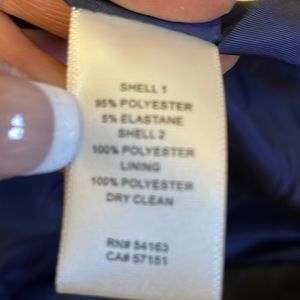 SHELL 1
95% POLYESTER
5% ELASTANE
SHELL 2
100% POLYESTER
LINING
100% POLYESTER
DRY CLEAN
RN# 54163
CA# 57151